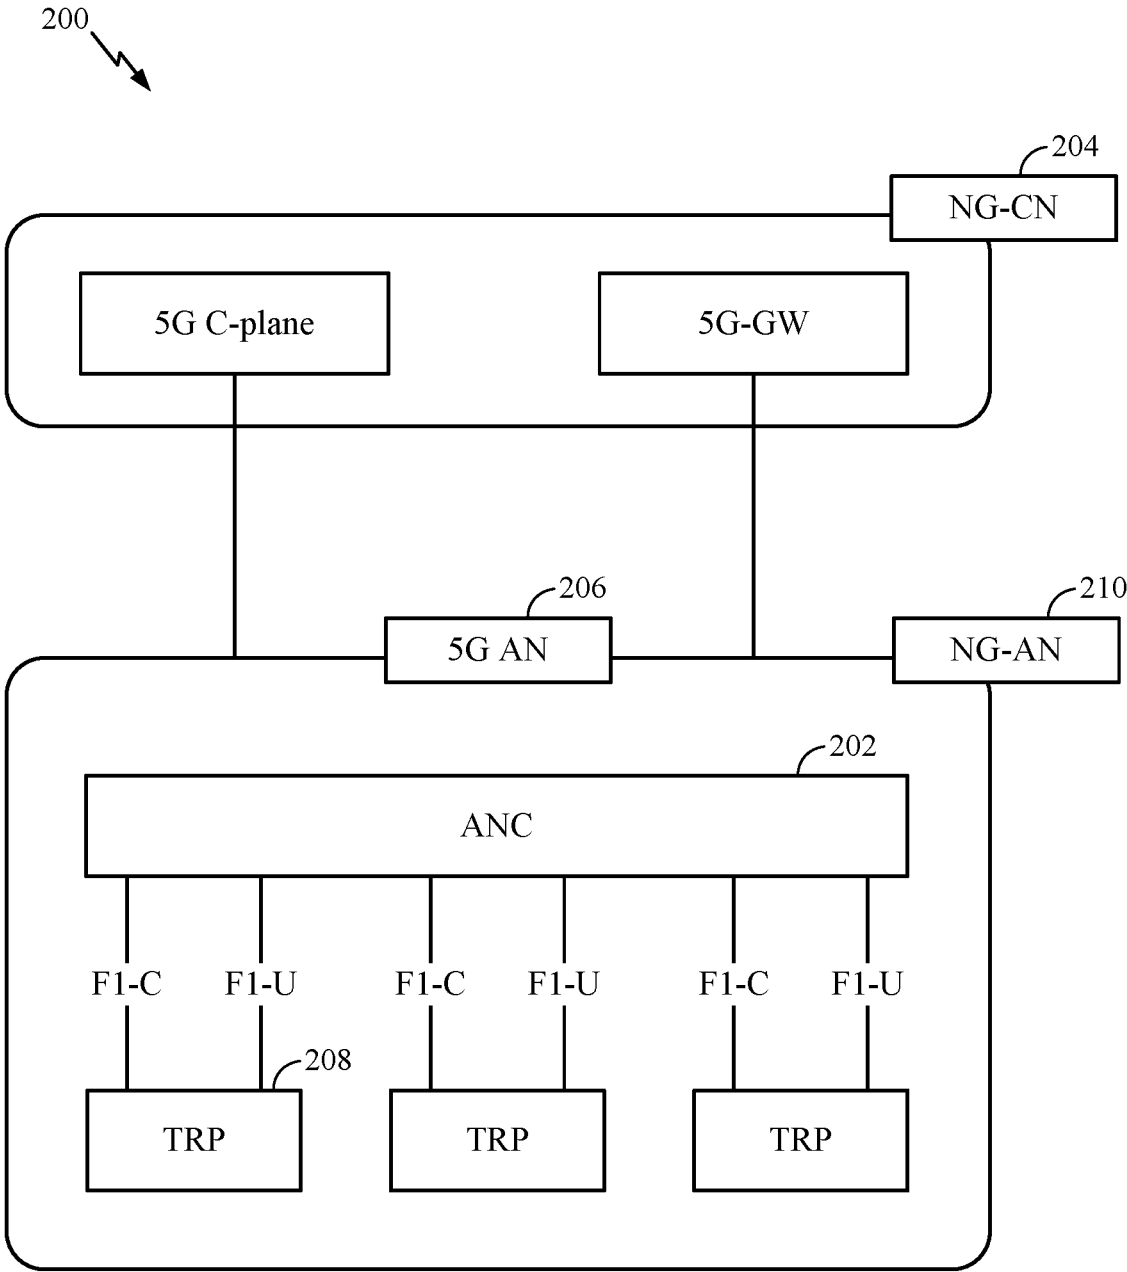 200
204
NG-CN
5G C-plane
5G-GW
206
210
5G AN
NG-AN
202
ANC
F1-C
F1-U
F1-C
F1-U
F1-C
F1-U
208
TRP
TRP
TRP